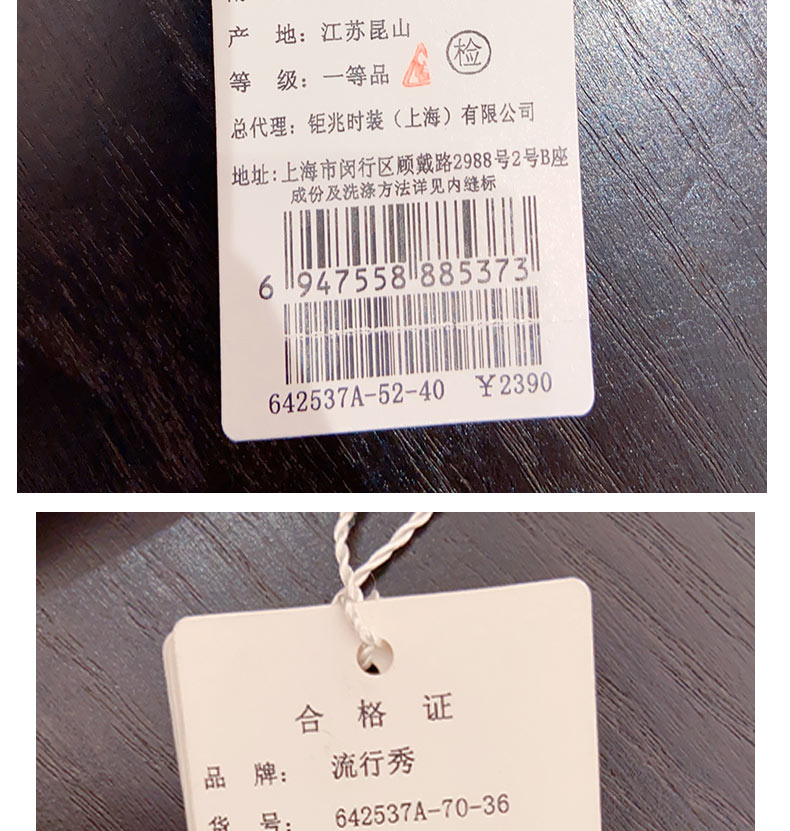 产 地：江苏昆山
等 级：一等品 检
总代理：钜兆时装（上海）有限公司
地址：上海市闵行区顾戴路2988号2号B座
成份及洗涤方法详见内缝标
6 947558 885373
642537A-52-40 ￥2390
合 格 证
品 牌： 流行秀
货 号： 642537A-70-36